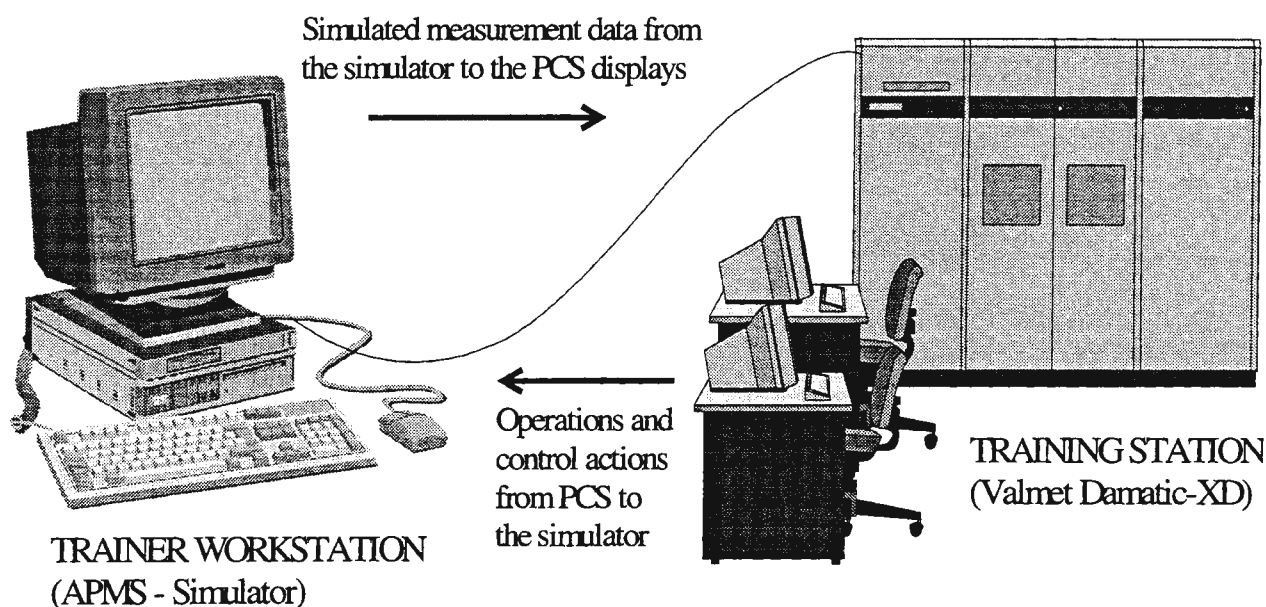 Simulated measurement data from
the simulator to the PCS displays
Operations and
control actions
from PCS to
the simulator
TRAINING STATION
(Valmet Damatic-XD)
TRAINER WORKSTATION
(APMS - Simulator)